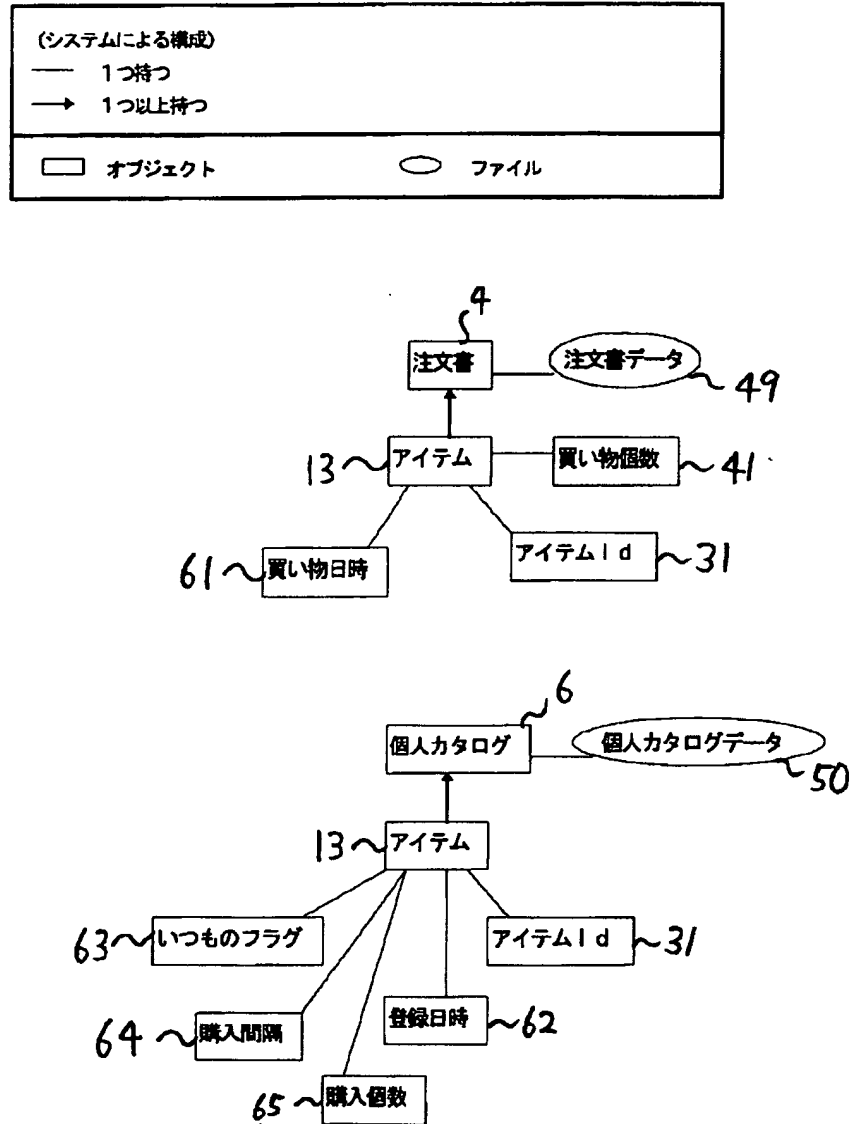 (システムによる構成)
1つ持つ
1つ以上持つ
オブジェクト
ファイル
4
注文書
注文書データ
49
13
アイテム
買い物個数
41
61
買い物日時
アイテムId
31
6
個人カタログ
個人カタログデータ
50
13
アイテム
63
いつものフラグ
アイテムId
31
64
購入間隔
登録日時
62
65
購入個数